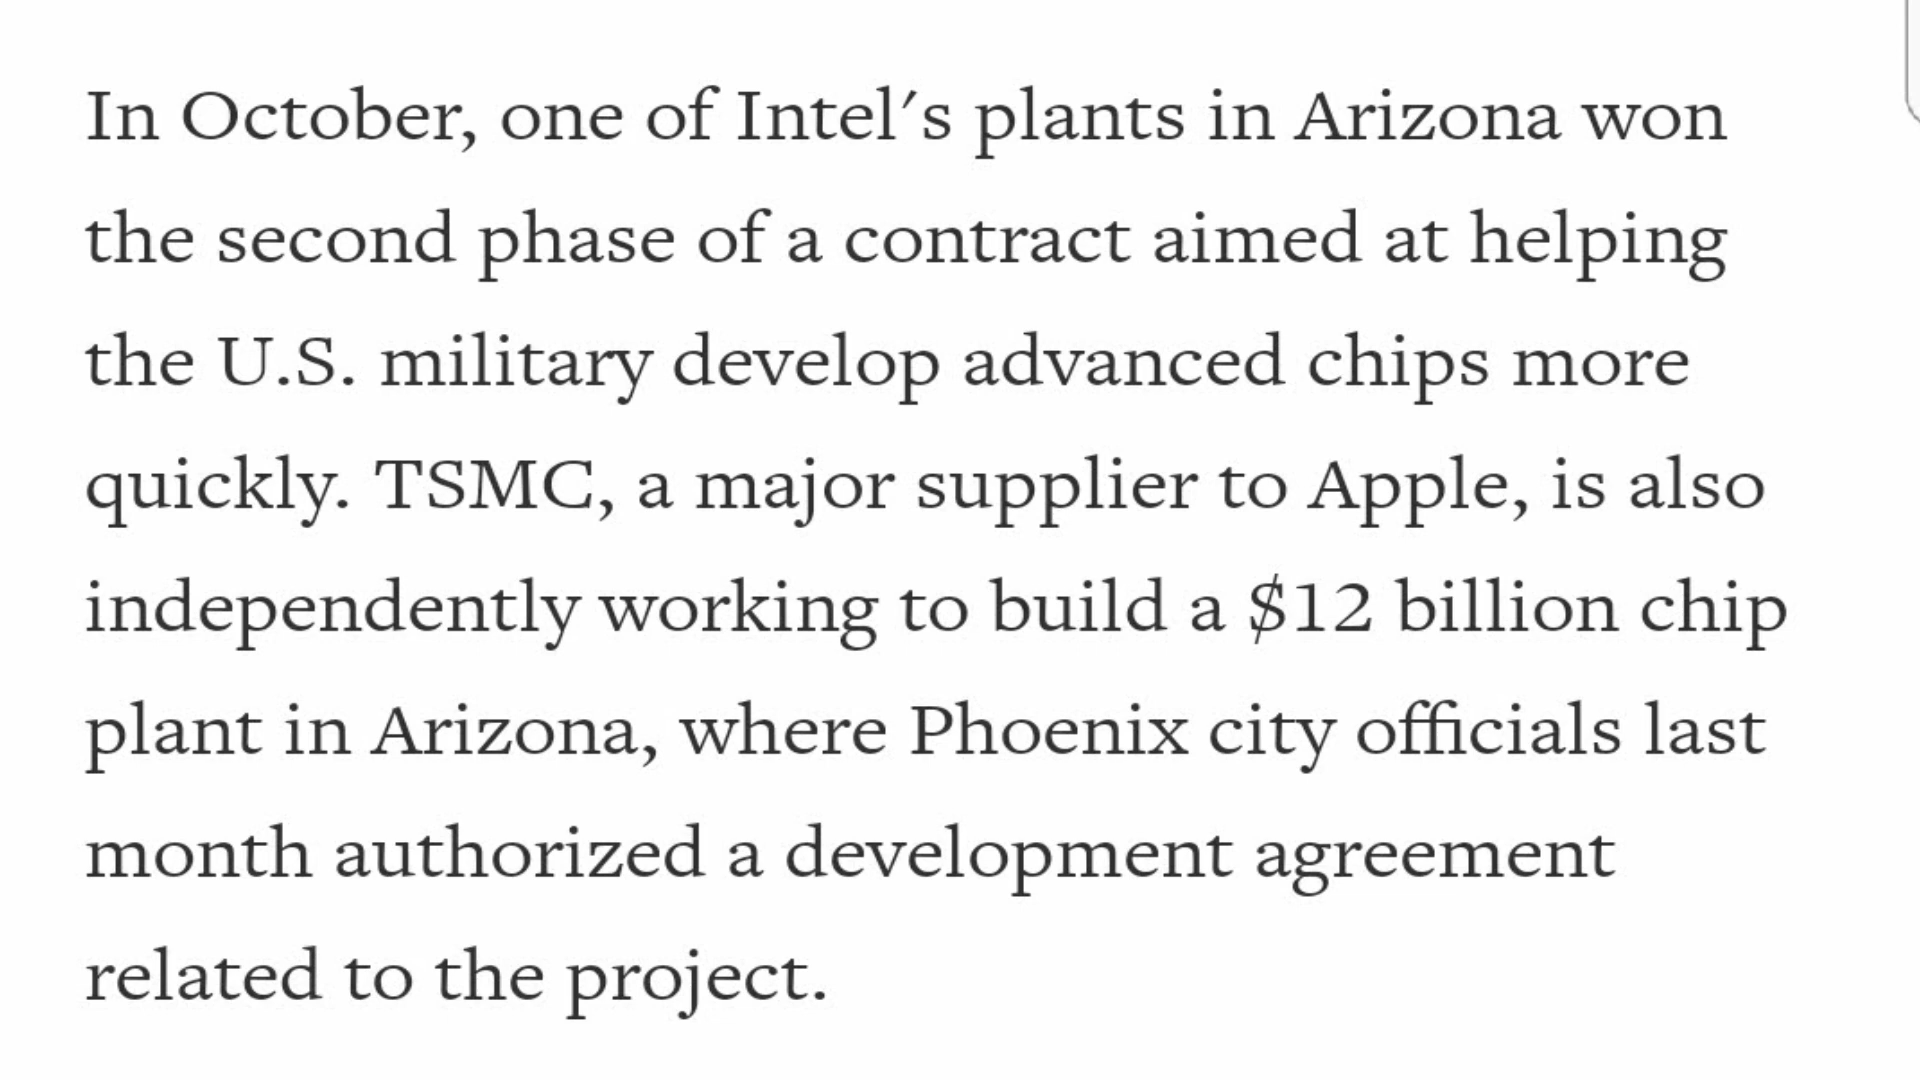 In October, one of Intel's plants in Arizona won
the second phase of a contract aimed at helping
the U.S. military develop advanced chips more
quickly. TSMC, a major supplier to Apple, is also
independently working to build a $12 billion chip
plant in Arizona, where Phoenix city officials last
month authorized a development agreement
related to the project.